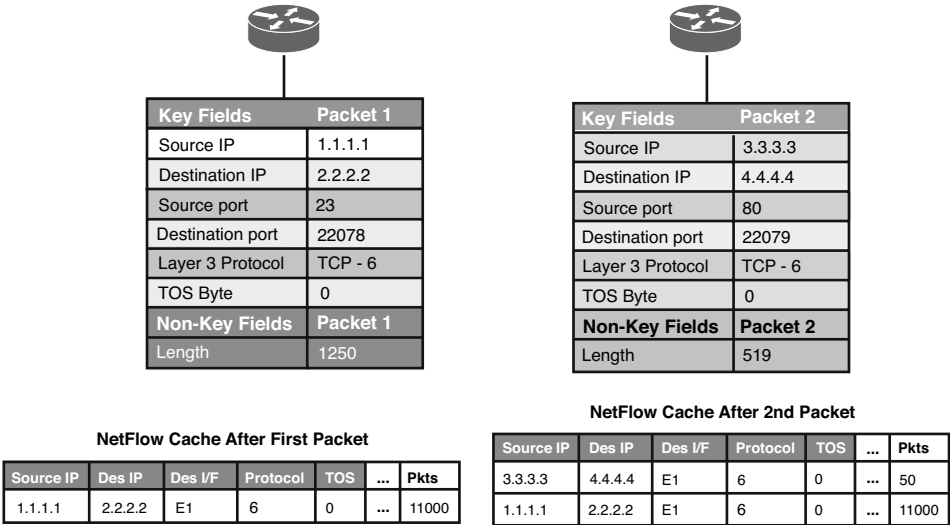 Key Fields Packet 1
Source IP 1.1.1.1
Destination IP 2.2.2.2
Source port 23
Destination port 22078
Layer 3 Protocol TCP - 6
TOS Byte 0
Non-Key Fields Packet 1
Length 1250
NetFlow Cache After First Packet
Source IP Des IP Des I/F Protocol TOS ... Pkts
1.1.1.1 2.2.2.2 E1 6 0 ... 11000
Key Fields Packet 2
Source IP 3.3.3.3
Destination IP 4.4.4.4
Source port 80
Destination port 22079
Layer 3 Protocol TCP - 6
TOS Byte 0
Non-Key Fields Packet 2
Length 519
NetFlow Cache After 2nd Packet
Source IP Des IP Des I/F Protocol TOS ... Pkts
3.3.3.3 4.4.4.4 E1 6 0 ... 50
1.1.1.1 2.2.2.2 E1 6 0 ... 11000